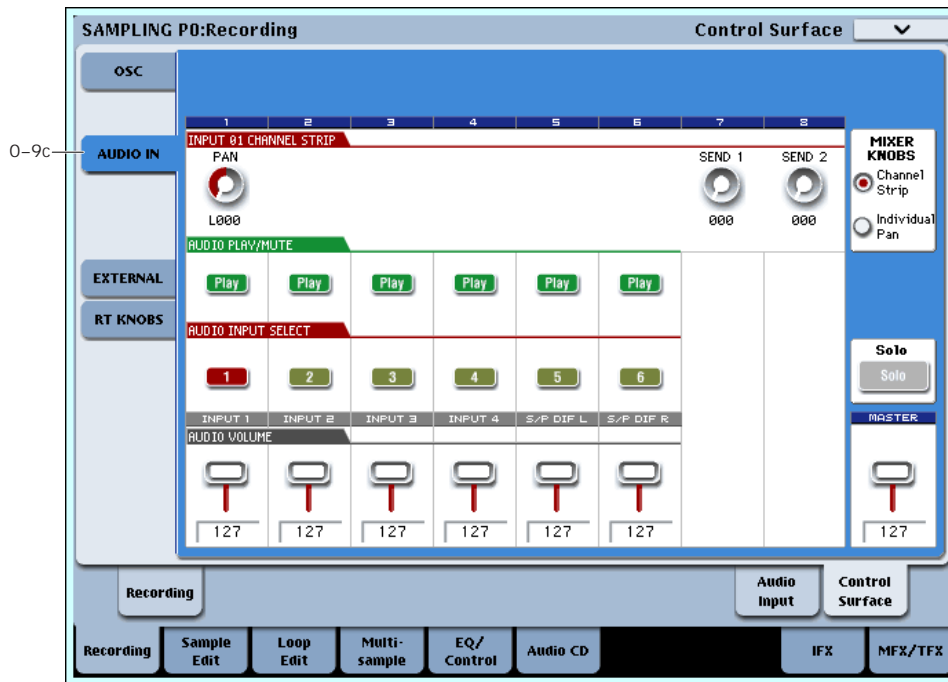 SAMPLING P0:Recording
Control Surface
OSC
0–9c
AUDIO IN
EXTERNAL
RT KNOBS
1 2 3 4 5 6 7 8
INPUT 01 CHANNEL STRIP
PAN
SEND 1
SEND 2
L000
000
000
MIXER
KNOBS
Channel
Strip
Individual
Pan
AUDIO PLAY/MUTE
Play Play Play Play Play Play
AUDIO INPUT SELECT
1 2 3 4 5 6
Solo
Solo
INPUT 1 INPUT 2 INPUT 3 INPUT 4 S/P DIF L S/P DIF R
MASTER
AUDIO VOLUME
127 127 127 127 127 127
127
Recording
Audio
Input
Control
Surface
Recording
Sample
Edit
Loop
Edit
Multi-
sample
EQ/
Control
Audio CD
IFX
MFX/TFX